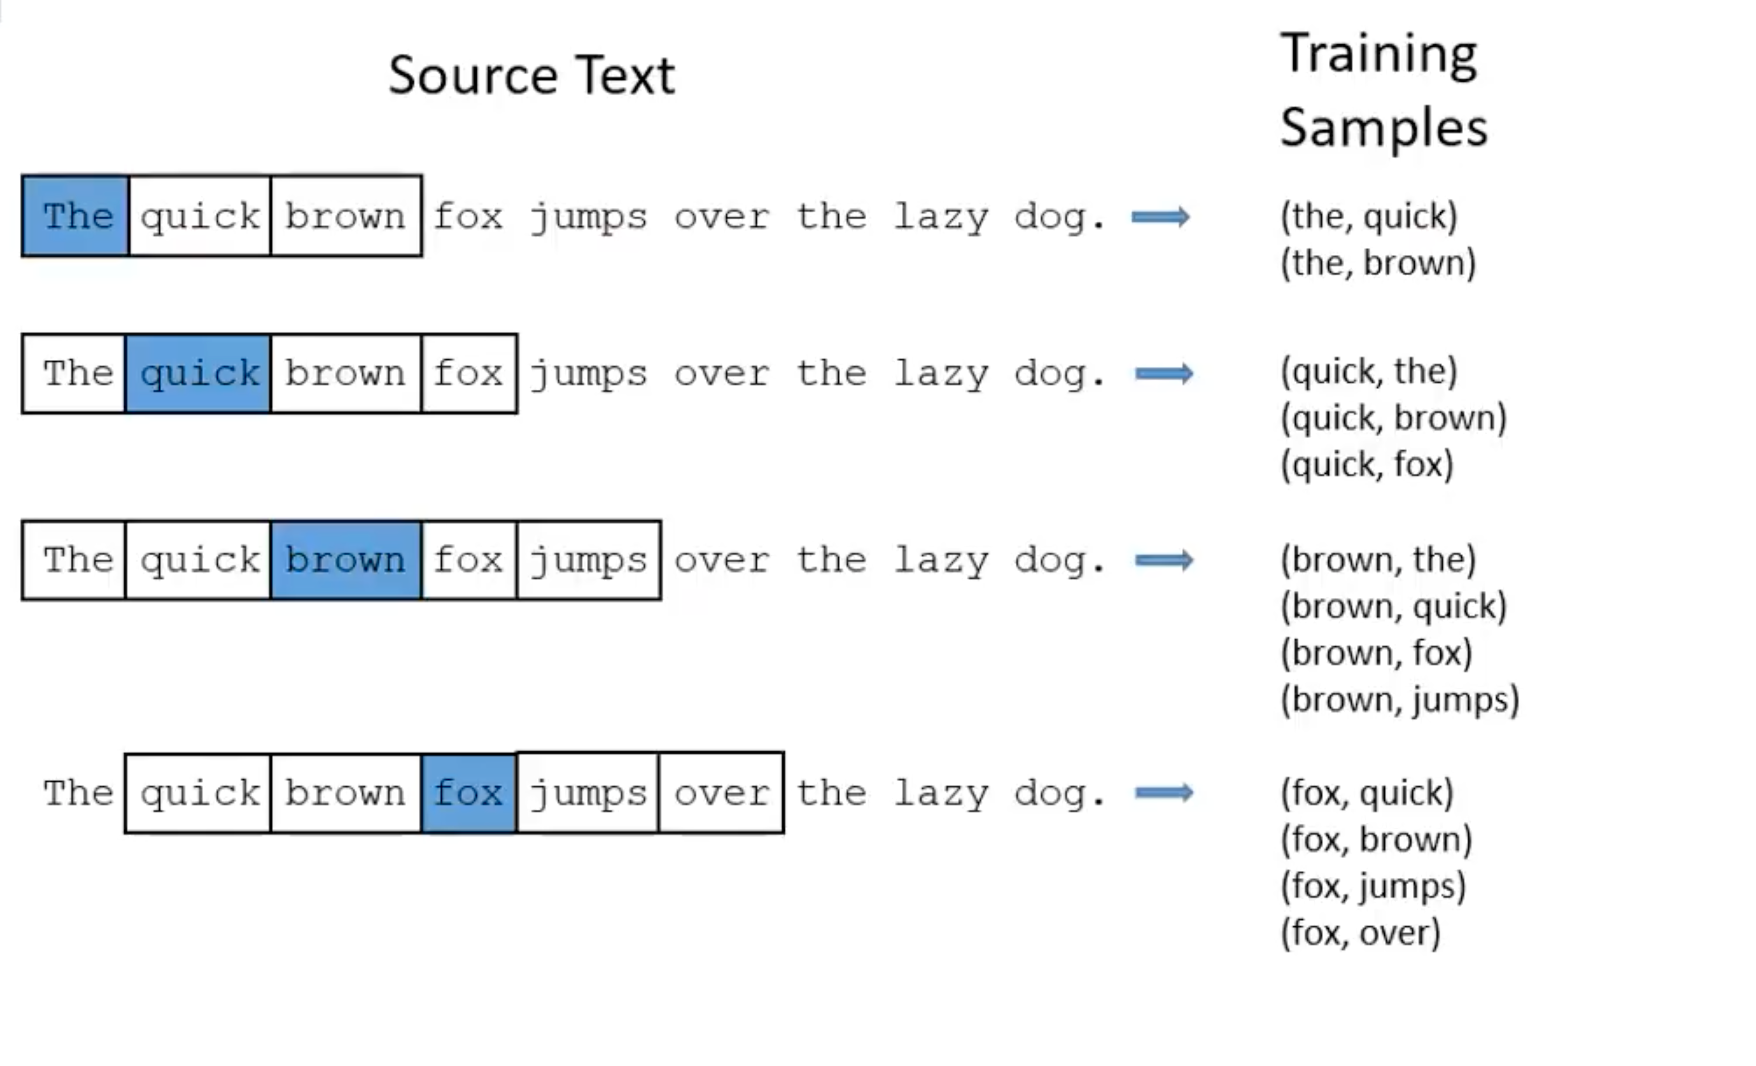 Source Text
Training
Samples
The quick brown fox jumps over the lazy dog.
(the, quick)
(the, brown)
The quick brown fox jumps over the lazy dog.
(quick, the)
(quick, brown)
(quick, fox)
The quick brown fox jumps over the lazy dog.
(brown, the)
(brown, quick)
(brown, fox)
(brown, jumps)
The quick brown fox jumps over the lazy dog.
(fox, quick)
(fox, brown)
(fox, jumps)
(fox, over)